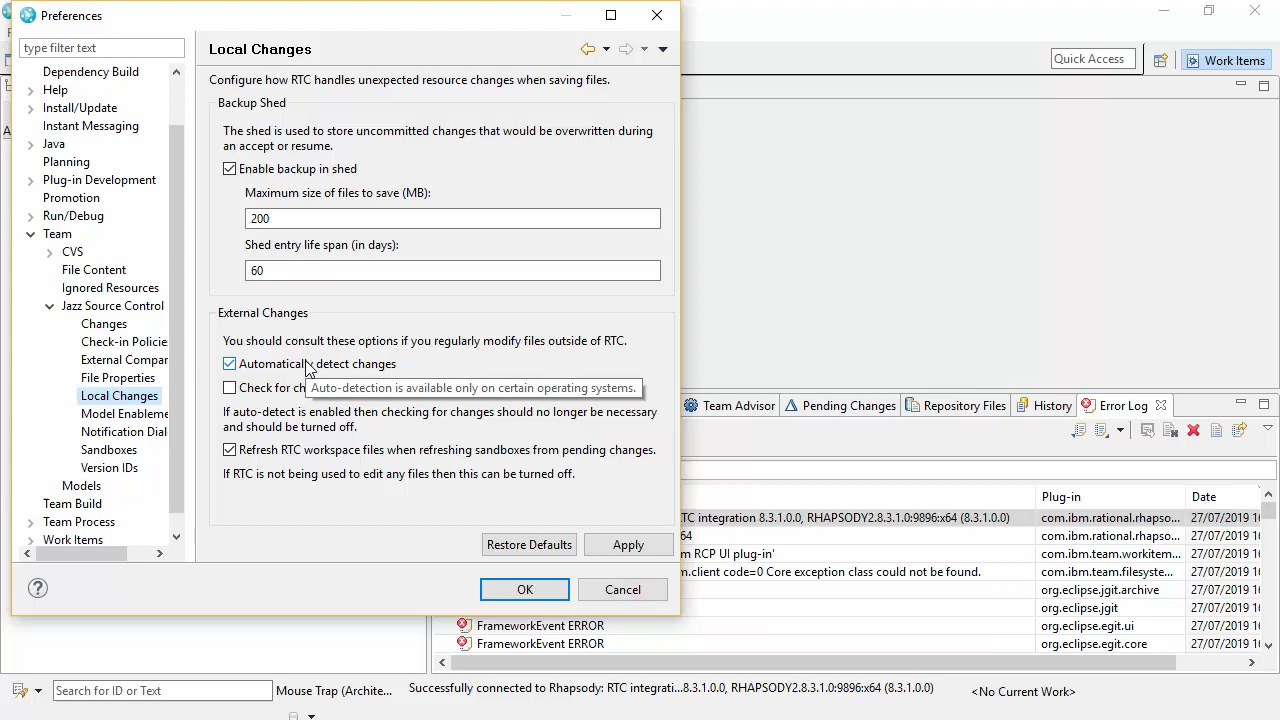 Preferences
type filter text
Dependency Build
Help
Install/Update
Instant Messaging
Java
Planning
Plug-in Development
Promotion
Run/Debug
Team
CVS
File Content
Ignored Resources
Jazz Source Control
Changes
Check-in Policie
External Compar
File Properties
Local Changes
Model Enableme
Notification Dial
Sandboxes
Version IDs
Models
Team Build
Team Process
Work Items
Local Changes
Configure how RTC handles unexpected resource changes when saving files.
Backup Shed
The shed is used to store uncommitted changes that would be overwritten during
an accept or resume.
Enable backup in shed
Maximum size of files to save (MB):
200
Shed entry life span (in days):
60
External Changes
You should consult these options if you regularly modify files outside of RTC.
Automatically detect changes
Check for ch
Auto-detection is available only on certain operating systems.
If auto-detect is enabled then checking for changes should no longer be necessary
and should be turned off.
Refresh RTC workspace files when refreshing sandboxes from pending changes.
If RTC is not being used to edit any files then this can be turned off.
Restore Defaults
Apply
OK
Cancel
Quick Access
Work Items
Team Advisor
Pending Changes
Repository Files
History
Error Log
Plug-in
Date
TC integration 8.3.1.0.0, RHAPSODY2.8.3.1.0:9896:x64 (8.3.1.0.0) com.ibm.rational.rhapso... 27/07/2019 1
64 com.ibm.rational.rhapso... 27/07/2019 1
m RCP UI plug-in' com.ibm.team.workitem... 27/07/2019 1
m.client code=0 Core exception class could not be found. com.ibm.team.filesyste... 27/07/2019 1
org.eclipse.jgit.archive 27/07/2019 1
org.eclipse.jgit 27/07/2019 1
FrameworkEvent ERROR org.eclipse.egit.ui 27/07/2019 1
FrameworkEvent ERROR org.eclipse.egit.core 27/07/2019 1
Search for ID or Text
Mouse Trap (Archite...
Successfully connected to Rhapsody: RTC integrati...8.3.1.0.0, RHAPSODY2.8.3.1.0:9896:x64 (8.3.1.0.0)
<No Current Work>